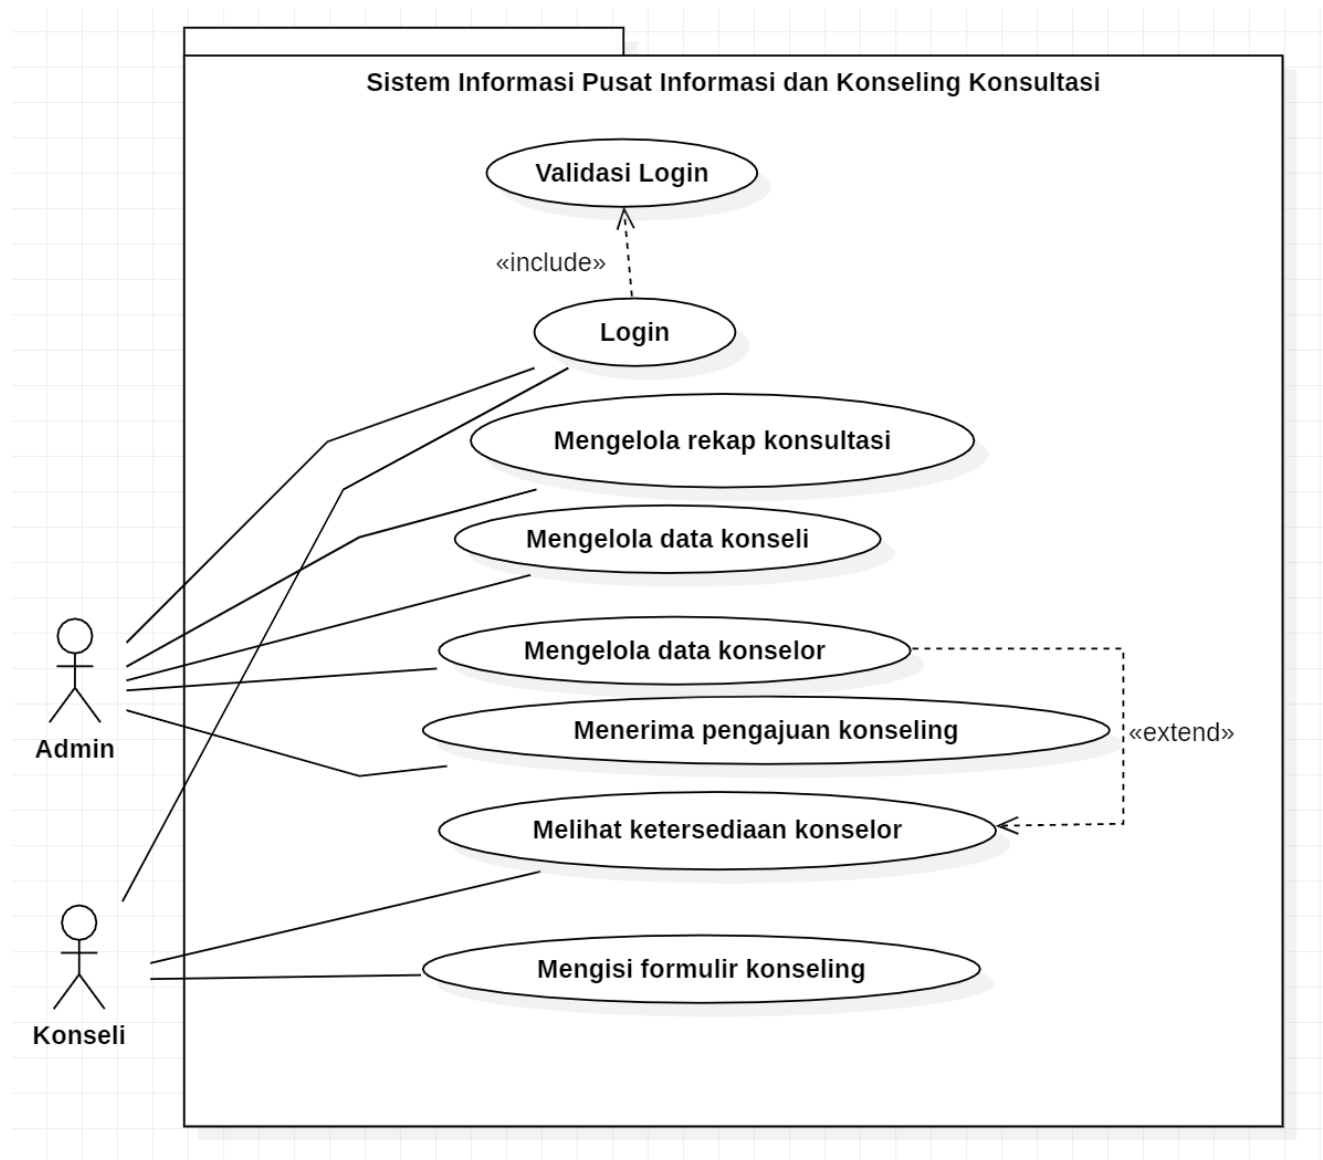 Sistem Informasi Pusat Informasi dan Konseling Konsultasi
Validasi Login
«include»
Login
Mengelola rekap konsultasi
Mengelola data konseli
Mengelola data konselor
Menerima pengajuan konseling
«extend»
Admin
Melihat ketersediaan konselor
Mengisi formulir konseling
Konseli